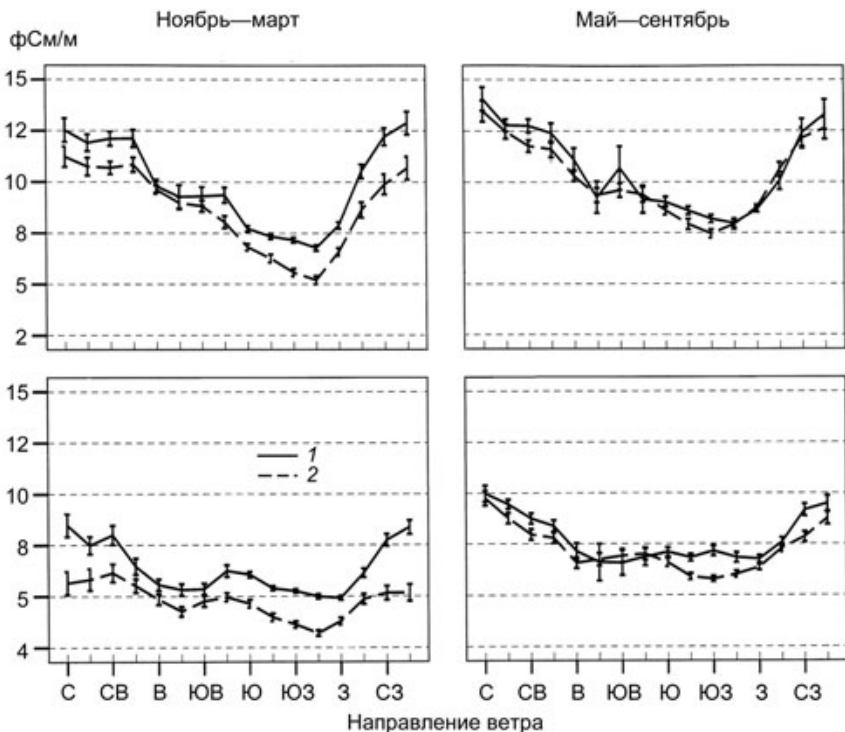 Ноябрь—март
Май—сентябрь
фСм/м
15
12
10
8
5
2
15
12
10
8
5
4
1
2
С СВ В ЮВ Ю ЮЗ З СЗ
С СВ В ЮВ Ю ЮЗ З СЗ
Направление ветра